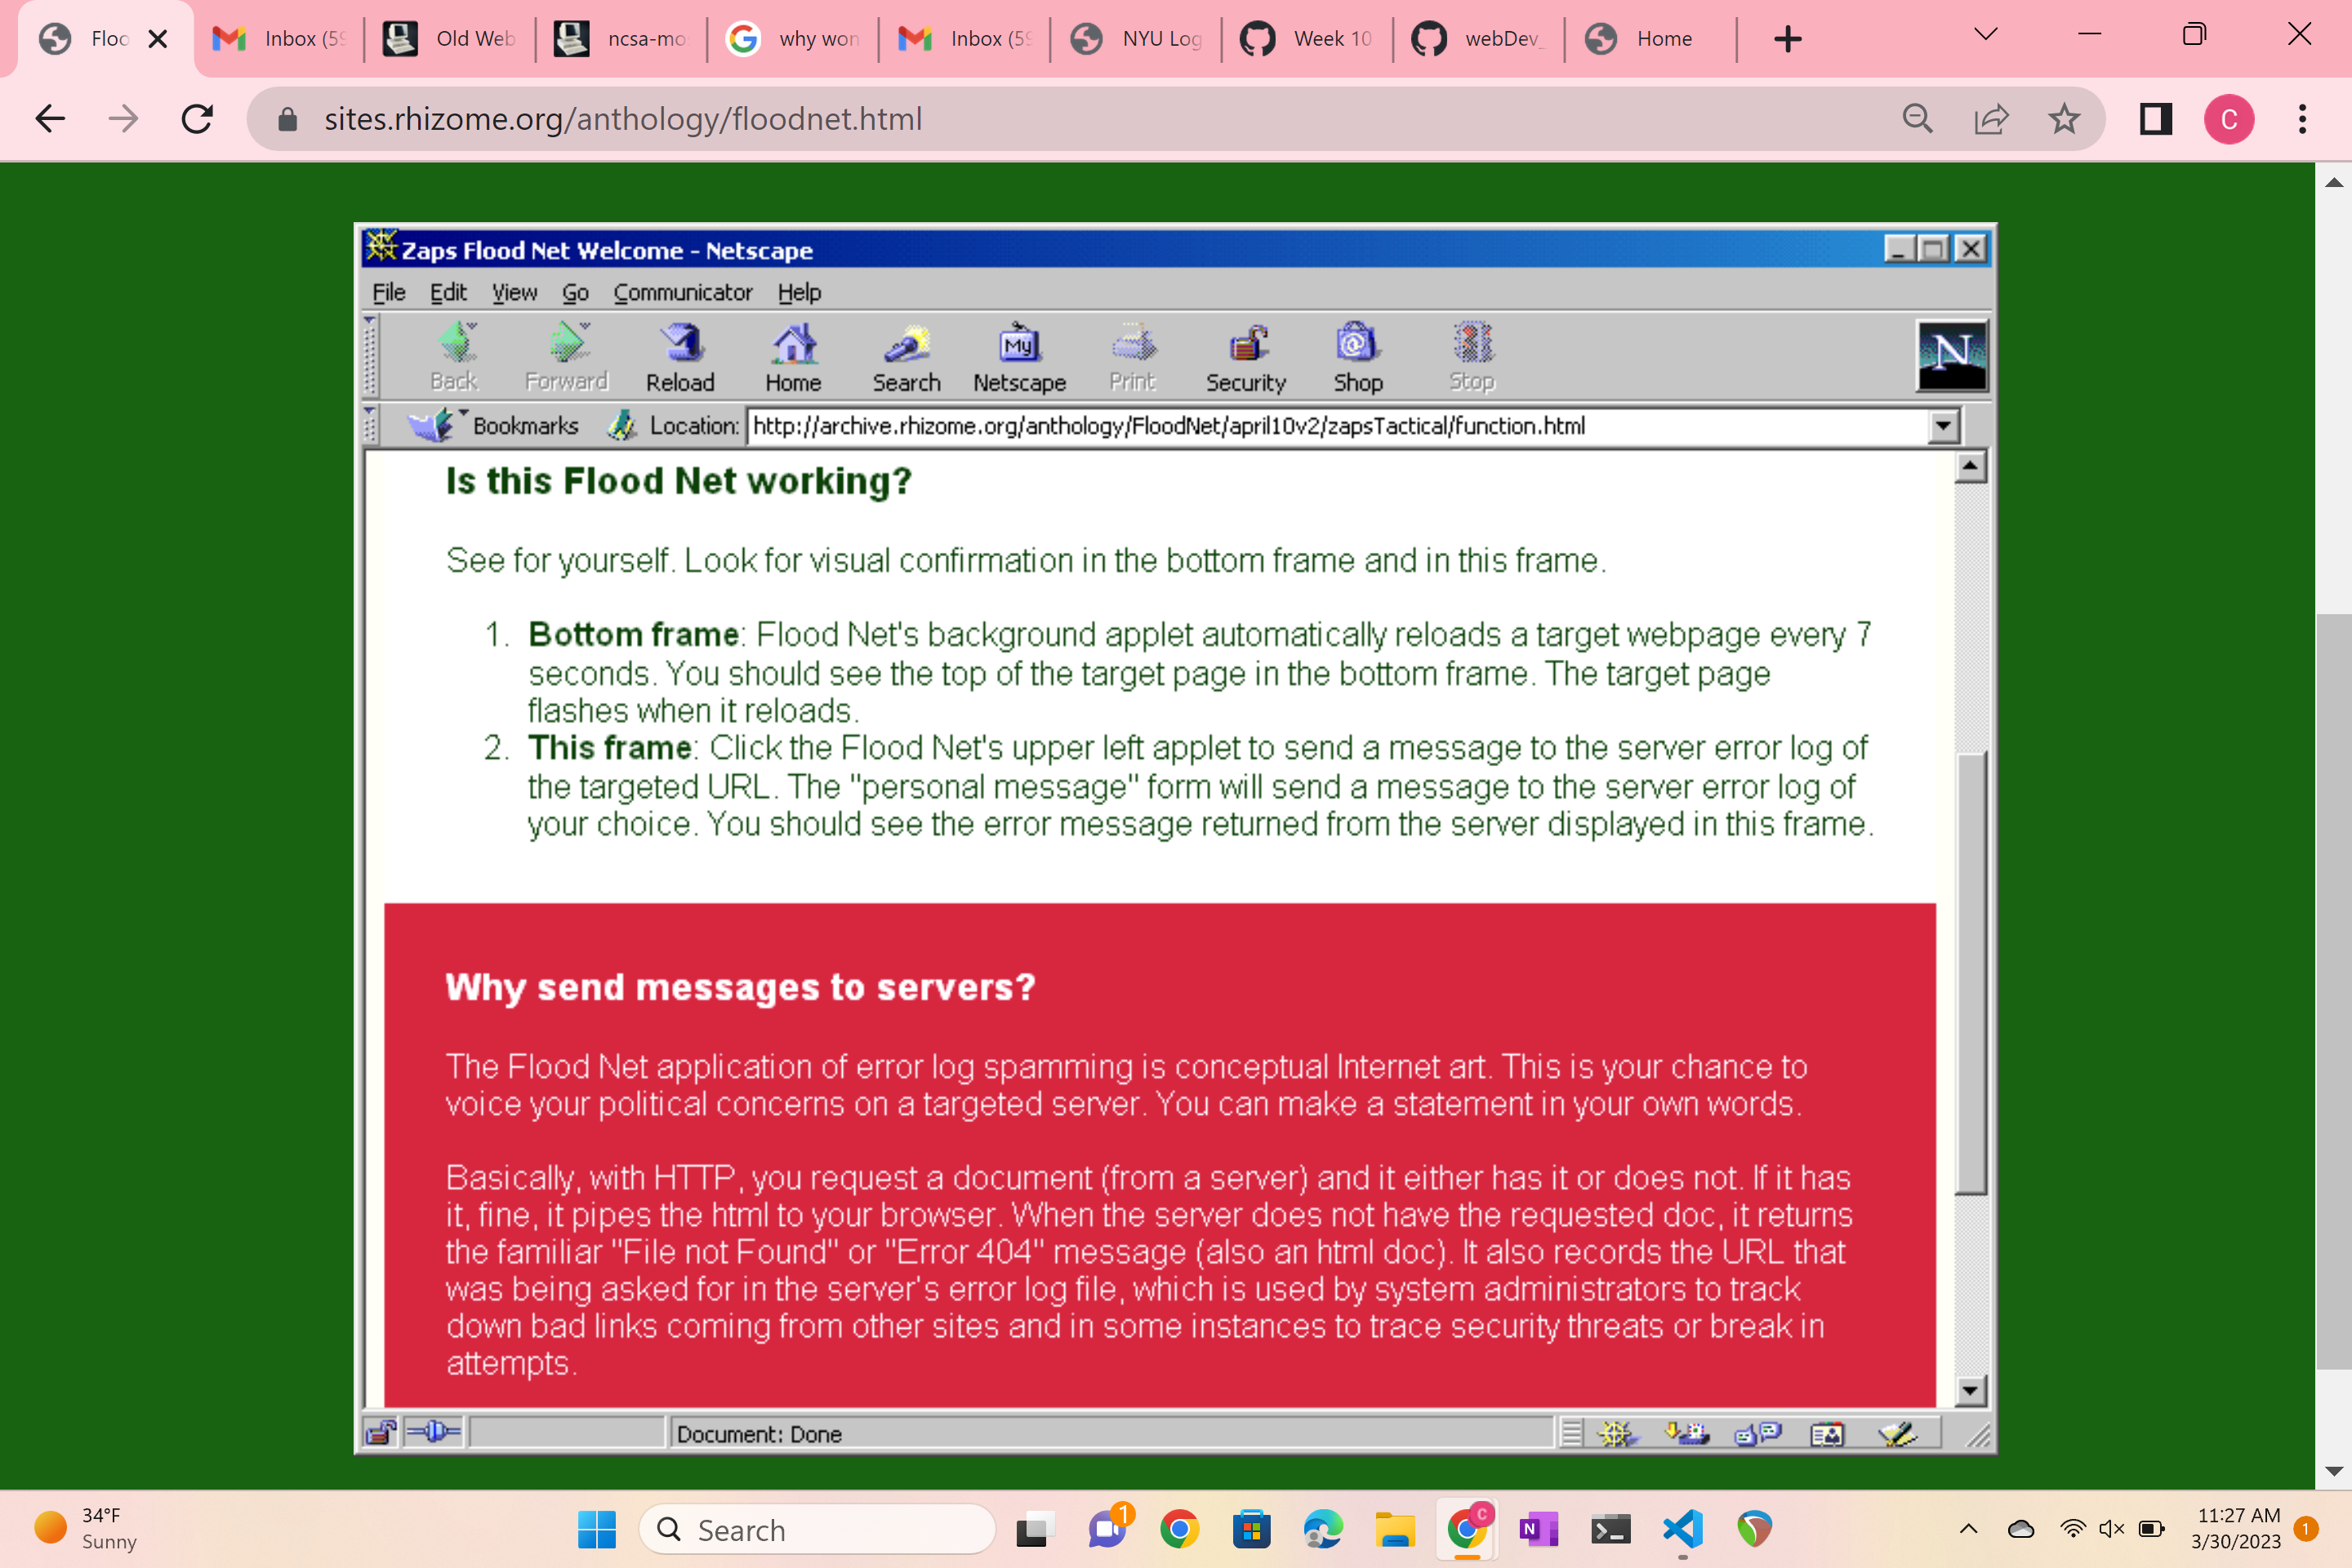 Floo
Inbox (59
Old Web
ncsa-mo
why won
Inbox (59
NYU Log
Week 10
webDev_
Home
sites.rhizome.org/anthology/floodnet.html
C
Zaps Flood Net Welcome - Netscape
File Edit View Go Communicator Help
My
N
Back Forward Reload Home Search Netscape Print Security Shop Stop
Bookmarks Location: http://archive.rhizome.org/anthology/FloodNet/april10v2/zapsTactical/function.html
Is this Flood Net working?
See for yourself. Look for visual confirmation in the bottom frame and in this frame.
1. Bottom frame: Flood Net's background applet automatically reloads a target webpage every 7
seconds. You should see the top of the target page in the bottom frame. The target page
flashes when it reloads.
2. This frame: Click the Flood Net's upper left applet to send a message to the server error log of
the targeted URL. The "personal message" form will send a message to the server error log of
your choice. You should see the error message returned from the server displayed in this frame.
Why send messages to servers?
The Flood Net application of error log spamming is conceptual Internet art. This is your chance to
voice your political concerns on a targeted server. You can make a statement in your own words.
Basically, with HTTP, you request a document (from a server) and it either has it or does not. If it has
it, fine, it pipes the html to your browser. When the server does not have the requested doc, it returns
the familiar "File not Found" or "Error 404" message (also an html doc). It also records the URL that
was being asked for in the server's error log file, which is used by system administrators to track
down bad links coming from other sites and in some instances to trace security threats or break in
attempts.
Document: Done
34°F
Sunny
Search
1
C
N
11:27 AM
3/30/2023
1